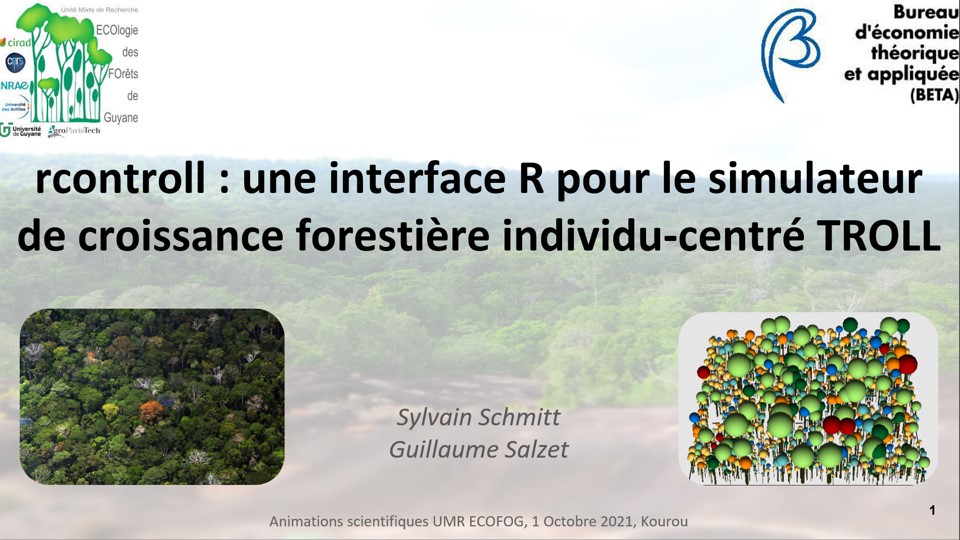 Unité Mixte de Recherche
ECOlogie
des
FOrêts
de
Guyane
cirad
cnrs
INRAE
Université
des Antilles
Université
de Guyane
AgroParisTech
Bureau
d'économie
théorique
et appliquée
(BETA)
rcontroll : une interface R pour le simulateur
de croissance forestière individu-centré TROLL
Sylvain Schmitt
Guillaume Salzet
Animations scientifiques UMR ECOFOG, 1 Octobre 2021, Kourou
1